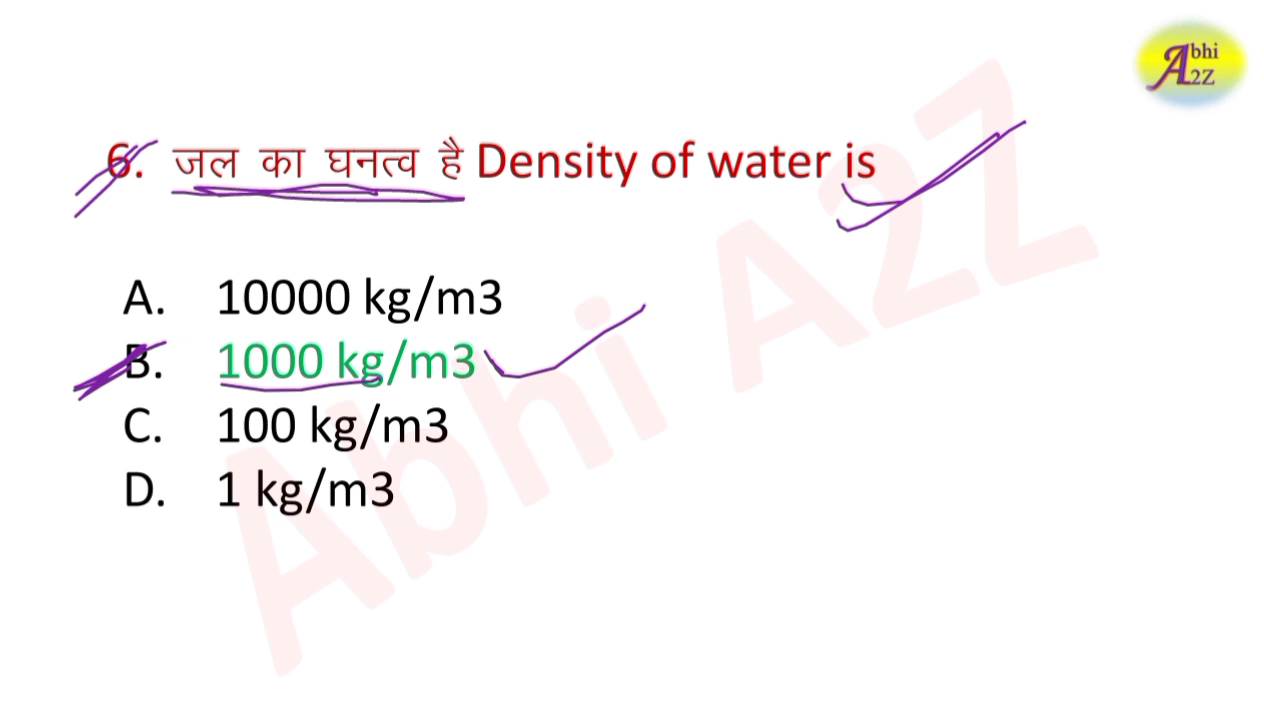 Abhi
A2Z
6. जल का घनत्व है Density of water is
A. 10000 kg/m3
B. 1000 kg/m3
C. 100 kg/m3
D. 1 kg/m3
Abhi A2Z